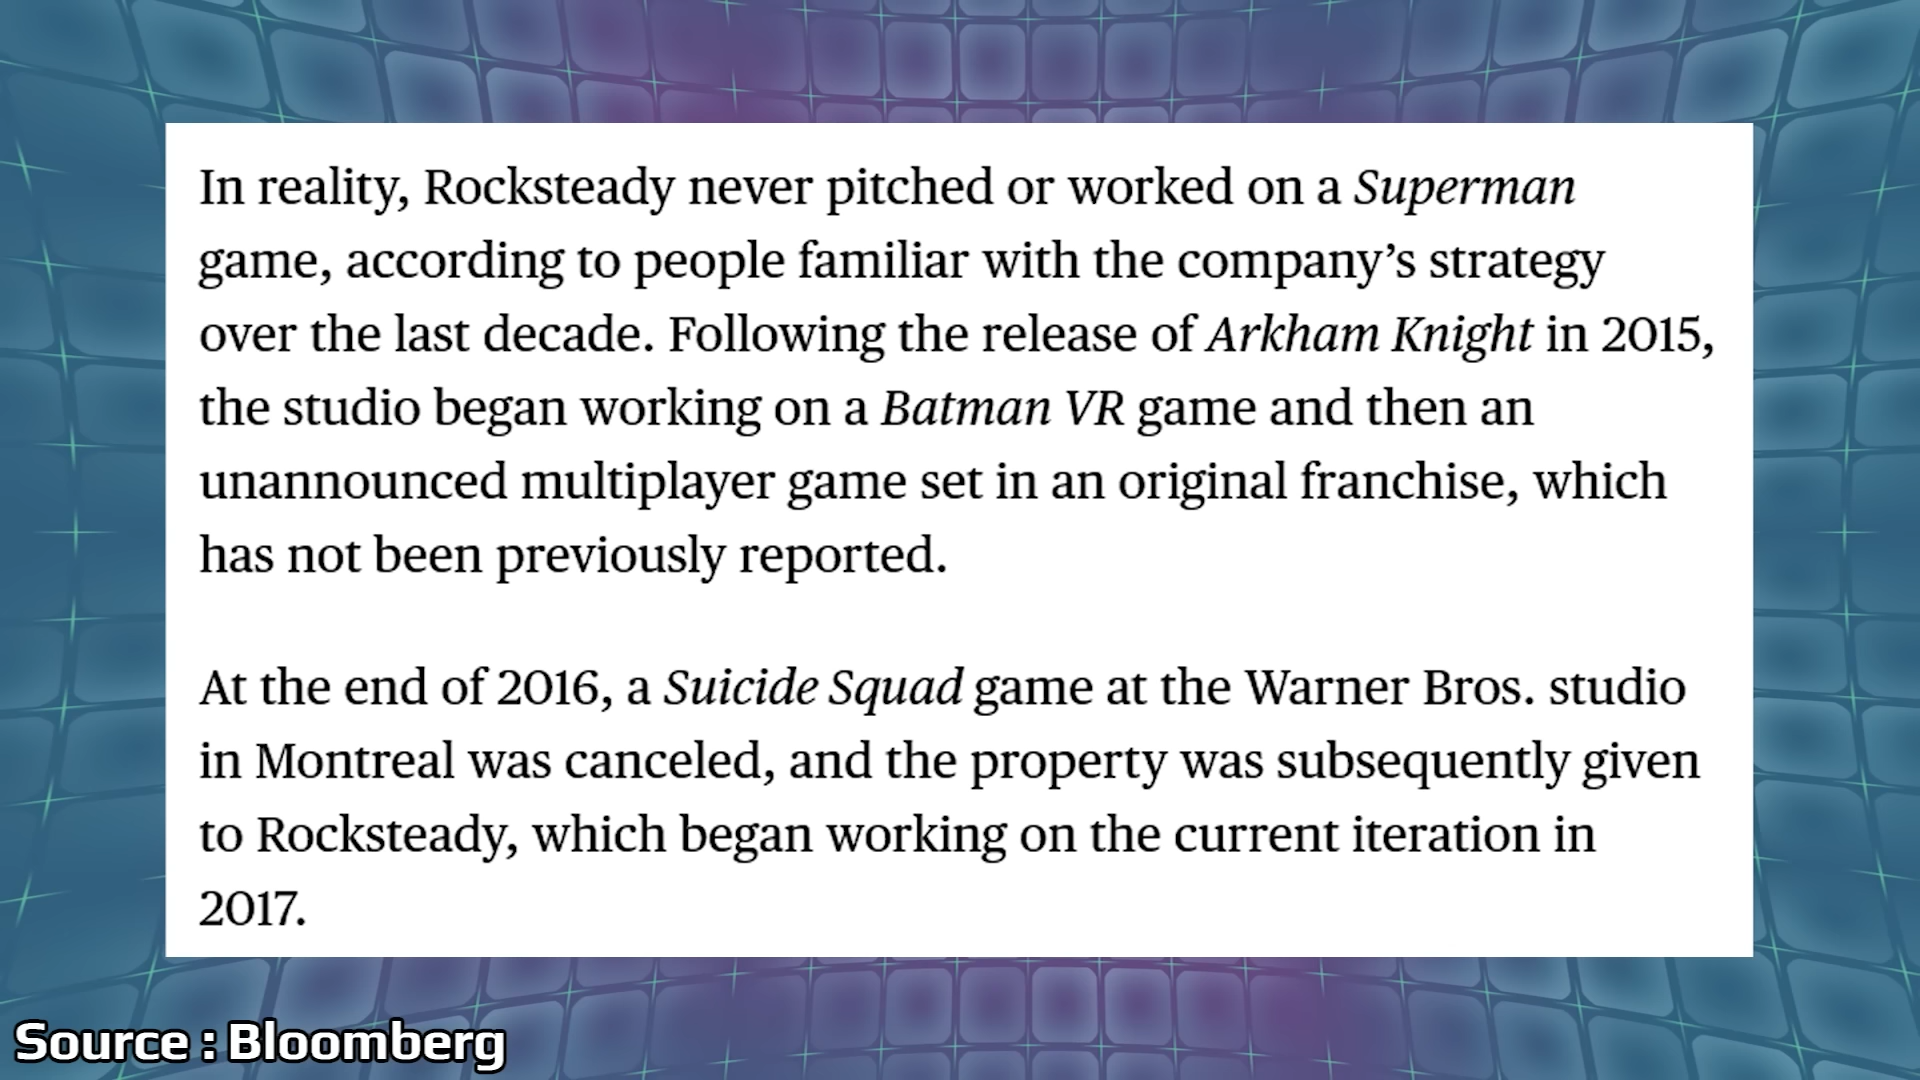 In reality, Rocksteady never pitched or worked on a Superman
game, according to people familiar with the company’s strategy
over the last decade. Following the release of Arkham Knight in 2015,
the studio began working on a Batman VR game and then an
unannounced multiplayer game set in an original franchise, which
has not been previously reported.
At the end of 2016, a Suicide Squad game at the Warner Bros. studio
in Montreal was canceled, and the property was subsequently given
to Rocksteady, which began working on the current iteration in
2017.
Source : Bloomberg